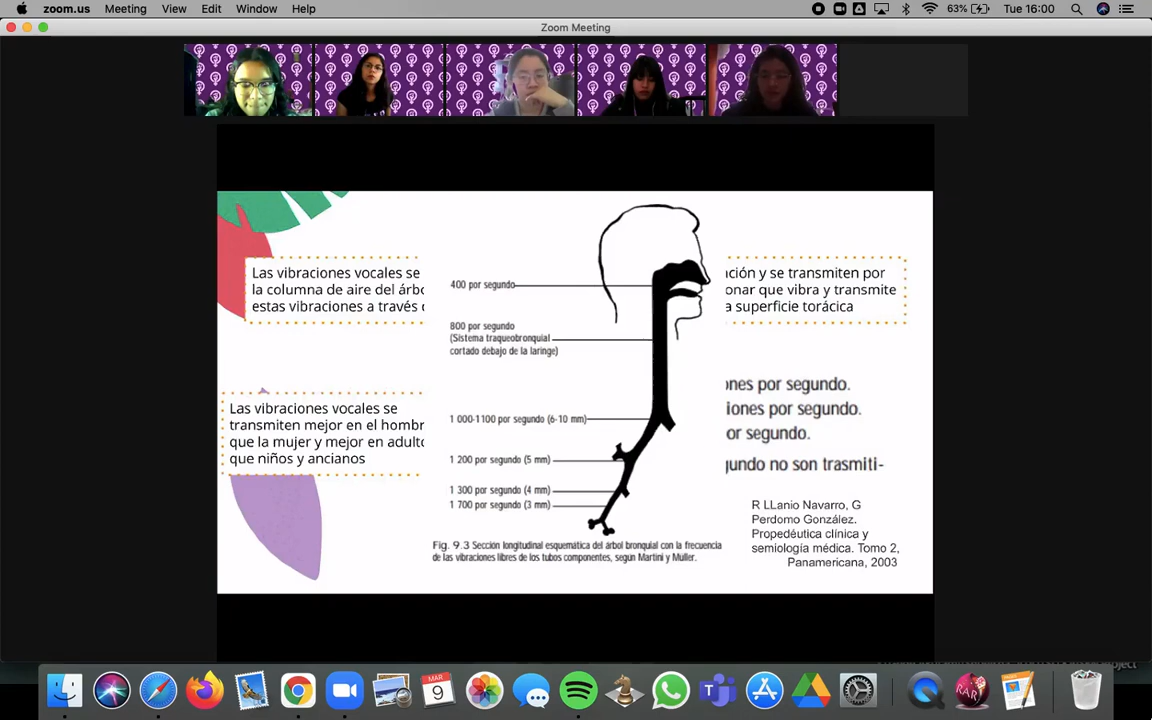 zoom.us Meeting View Edit Window Help
63% Tue 16:00
Zoom Meeting
Las vibraciones vocales se
la columna de aire del árbo
estas vibraciones a través
ación y se transmiten por
onar que vibra y transmite
a superficie torácica
400 por segundo
800 por segundo
(Sistema traqueobronquial
cortado debajo de la laringe)
1 000-1100 por segundo (6-10 mm)
1 200 por segundo (5 mm)
1 300 por segundo (4 mm)
1 700 por segundo (3 mm)
Fig. 9.3 Sección longitudinal esquemática del árbol bronquial con la frecuencia
de las vibraciones libres de los tubos componentes, según Martini y Müller.
Las vibraciones vocales se
transmiten mejor en el hombr
que la mujer y mejor en adult
que niños y ancianos
ones por segundo.
iones por segundo.
or segundo.
gundo no son trasmiti-
R LLanio Navarro, G
Perdomo González.
Propedéutica clínica y
semiología médica. Tomo 2,
Panamericana, 2003
MAR
9
RAR